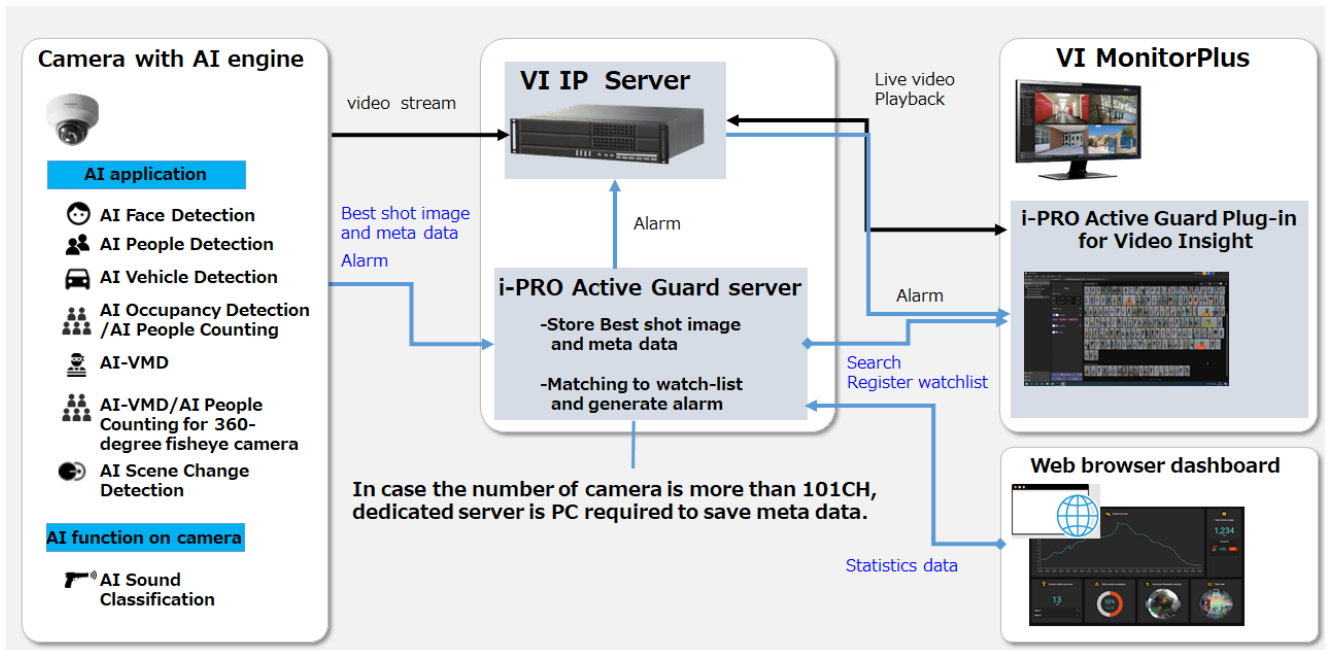 Camera with AI engine
AI application
AI Face Detection
AI People Detection
AI Vehicle Detection
AI Occupancy Detection
/AI People Counting
AI-VMD
AI-VMD/AI People
Counting for 360-
degree fisheye camera
AI Scene Change
Detection
AI function on camera
AI Sound
Classification
video stream
Best shot image
and meta data
Alarm
VI IP Server
Alarm
i-PRO Active Guard server
-Store Best shot image
and meta data
-Matching to watch-list
and generate alarm
In case the number of camera is more than 101CH,
dedicated server is PC required to save meta data.
Live video
Playback
Alarm
Search
Register watchlist
Statistics data
VI MonitorPlus
i-PRO Active Guard Plug-in
for Video Insight
Web browser dashboard
1,234
13